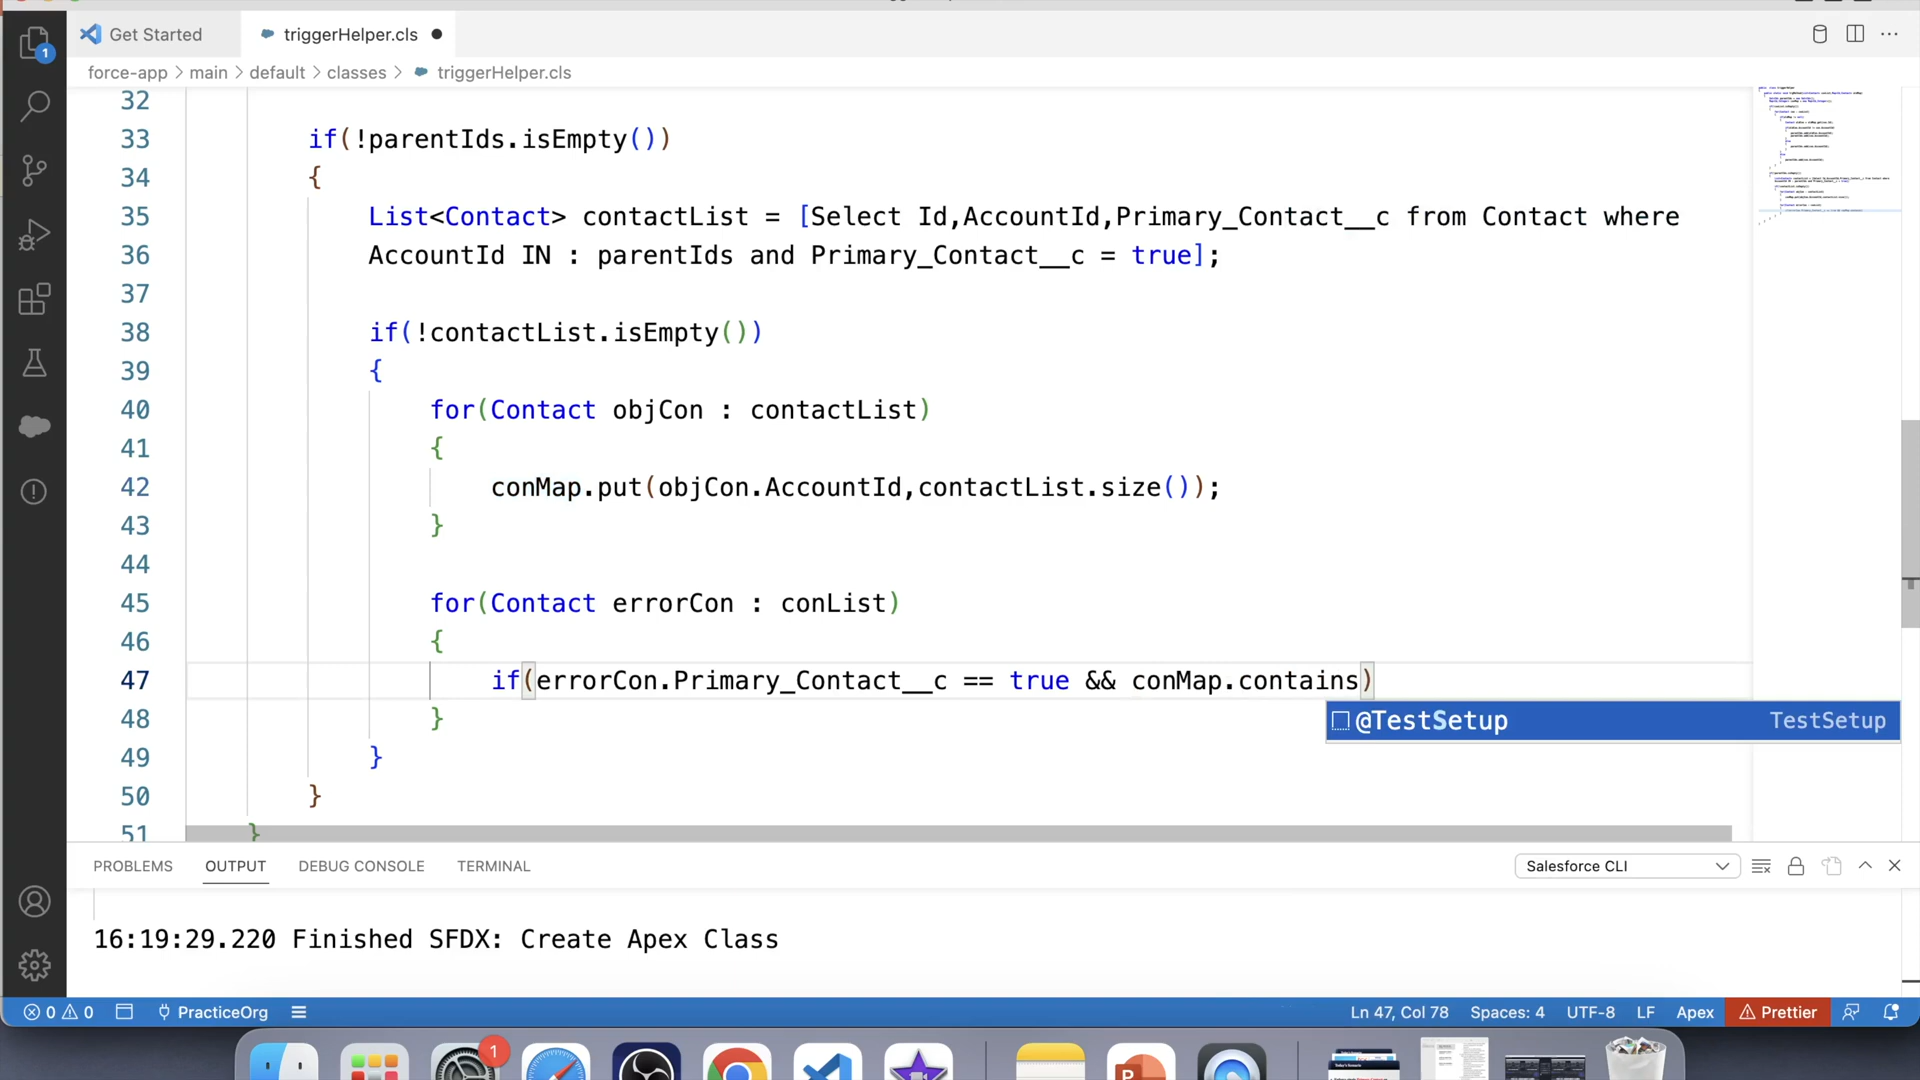 Get Started
triggerHelper.cls
force-app > main > default > classes > triggerHelper.cls
32
33 if(!parentIds.isEmpty())
34 {
35 List<Contact> contactList = [Select Id,AccountId,Primary_Contact__c from Contact where
36 AccountId IN : parentIds and Primary_Contact__c = true];
37
38 if(!contactList.isEmpty())
39 {
40 for(Contact objCon : contactList)
41 {
42 conMap.put(objCon.AccountId,contactList.size());
43 }
44
45 for(Contact errorCon : conList)
46 {
47 if(errorCon.Primary_Contact__c == true && conMap.contains)
@TestSetup TestSetup
48 }
49 }
50 }
51 }
PROBLEMS OUTPUT DEBUG CONSOLE TERMINAL Salesforce CLI
16:19:29.220 Finished SFDX: Create Apex Class
0 0 PracticeOrg Ln 47, Col 78 Spaces: 4 UTF-8 LF Apex Prettier
1
1
P